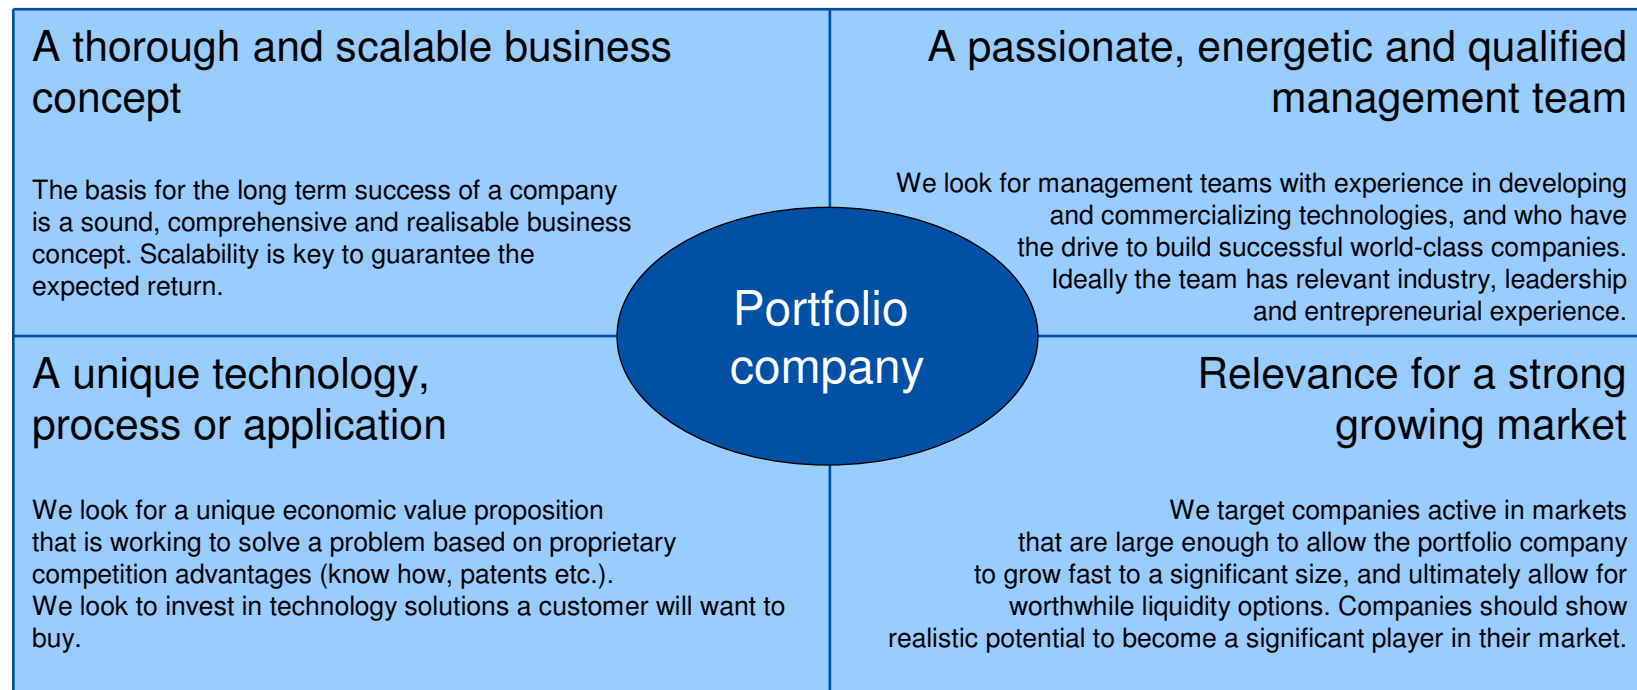 A thorough and scalable business
concept
The basis for the long term success of a company
is a sound, comprehensive and realisable business
concept. Scalability is key to guarantee the
expected return.
A passionate, energetic and qualified
management team
We look for management teams with experience in developing
and commercializing technologies, and who have
the drive to build successful world-class companies.
Ideally the team has relevant industry, leadership
and entrepreneurial experience.
Portfolio
company
A unique technology,
process or application
We look for a unique economic value proposition
that is working to solve a problem based on proprietary
competition advantages (know how, patents etc.).
We look to invest in technology solutions a customer will want to
buy.
Relevance for a strong
growing market
We target companies active in markets
that are large enough to allow the portfolio company
to grow fast to a significant size, and ultimately allow for
worthwhile liquidity options. Companies should show
realistic potential to become a significant player in their market.